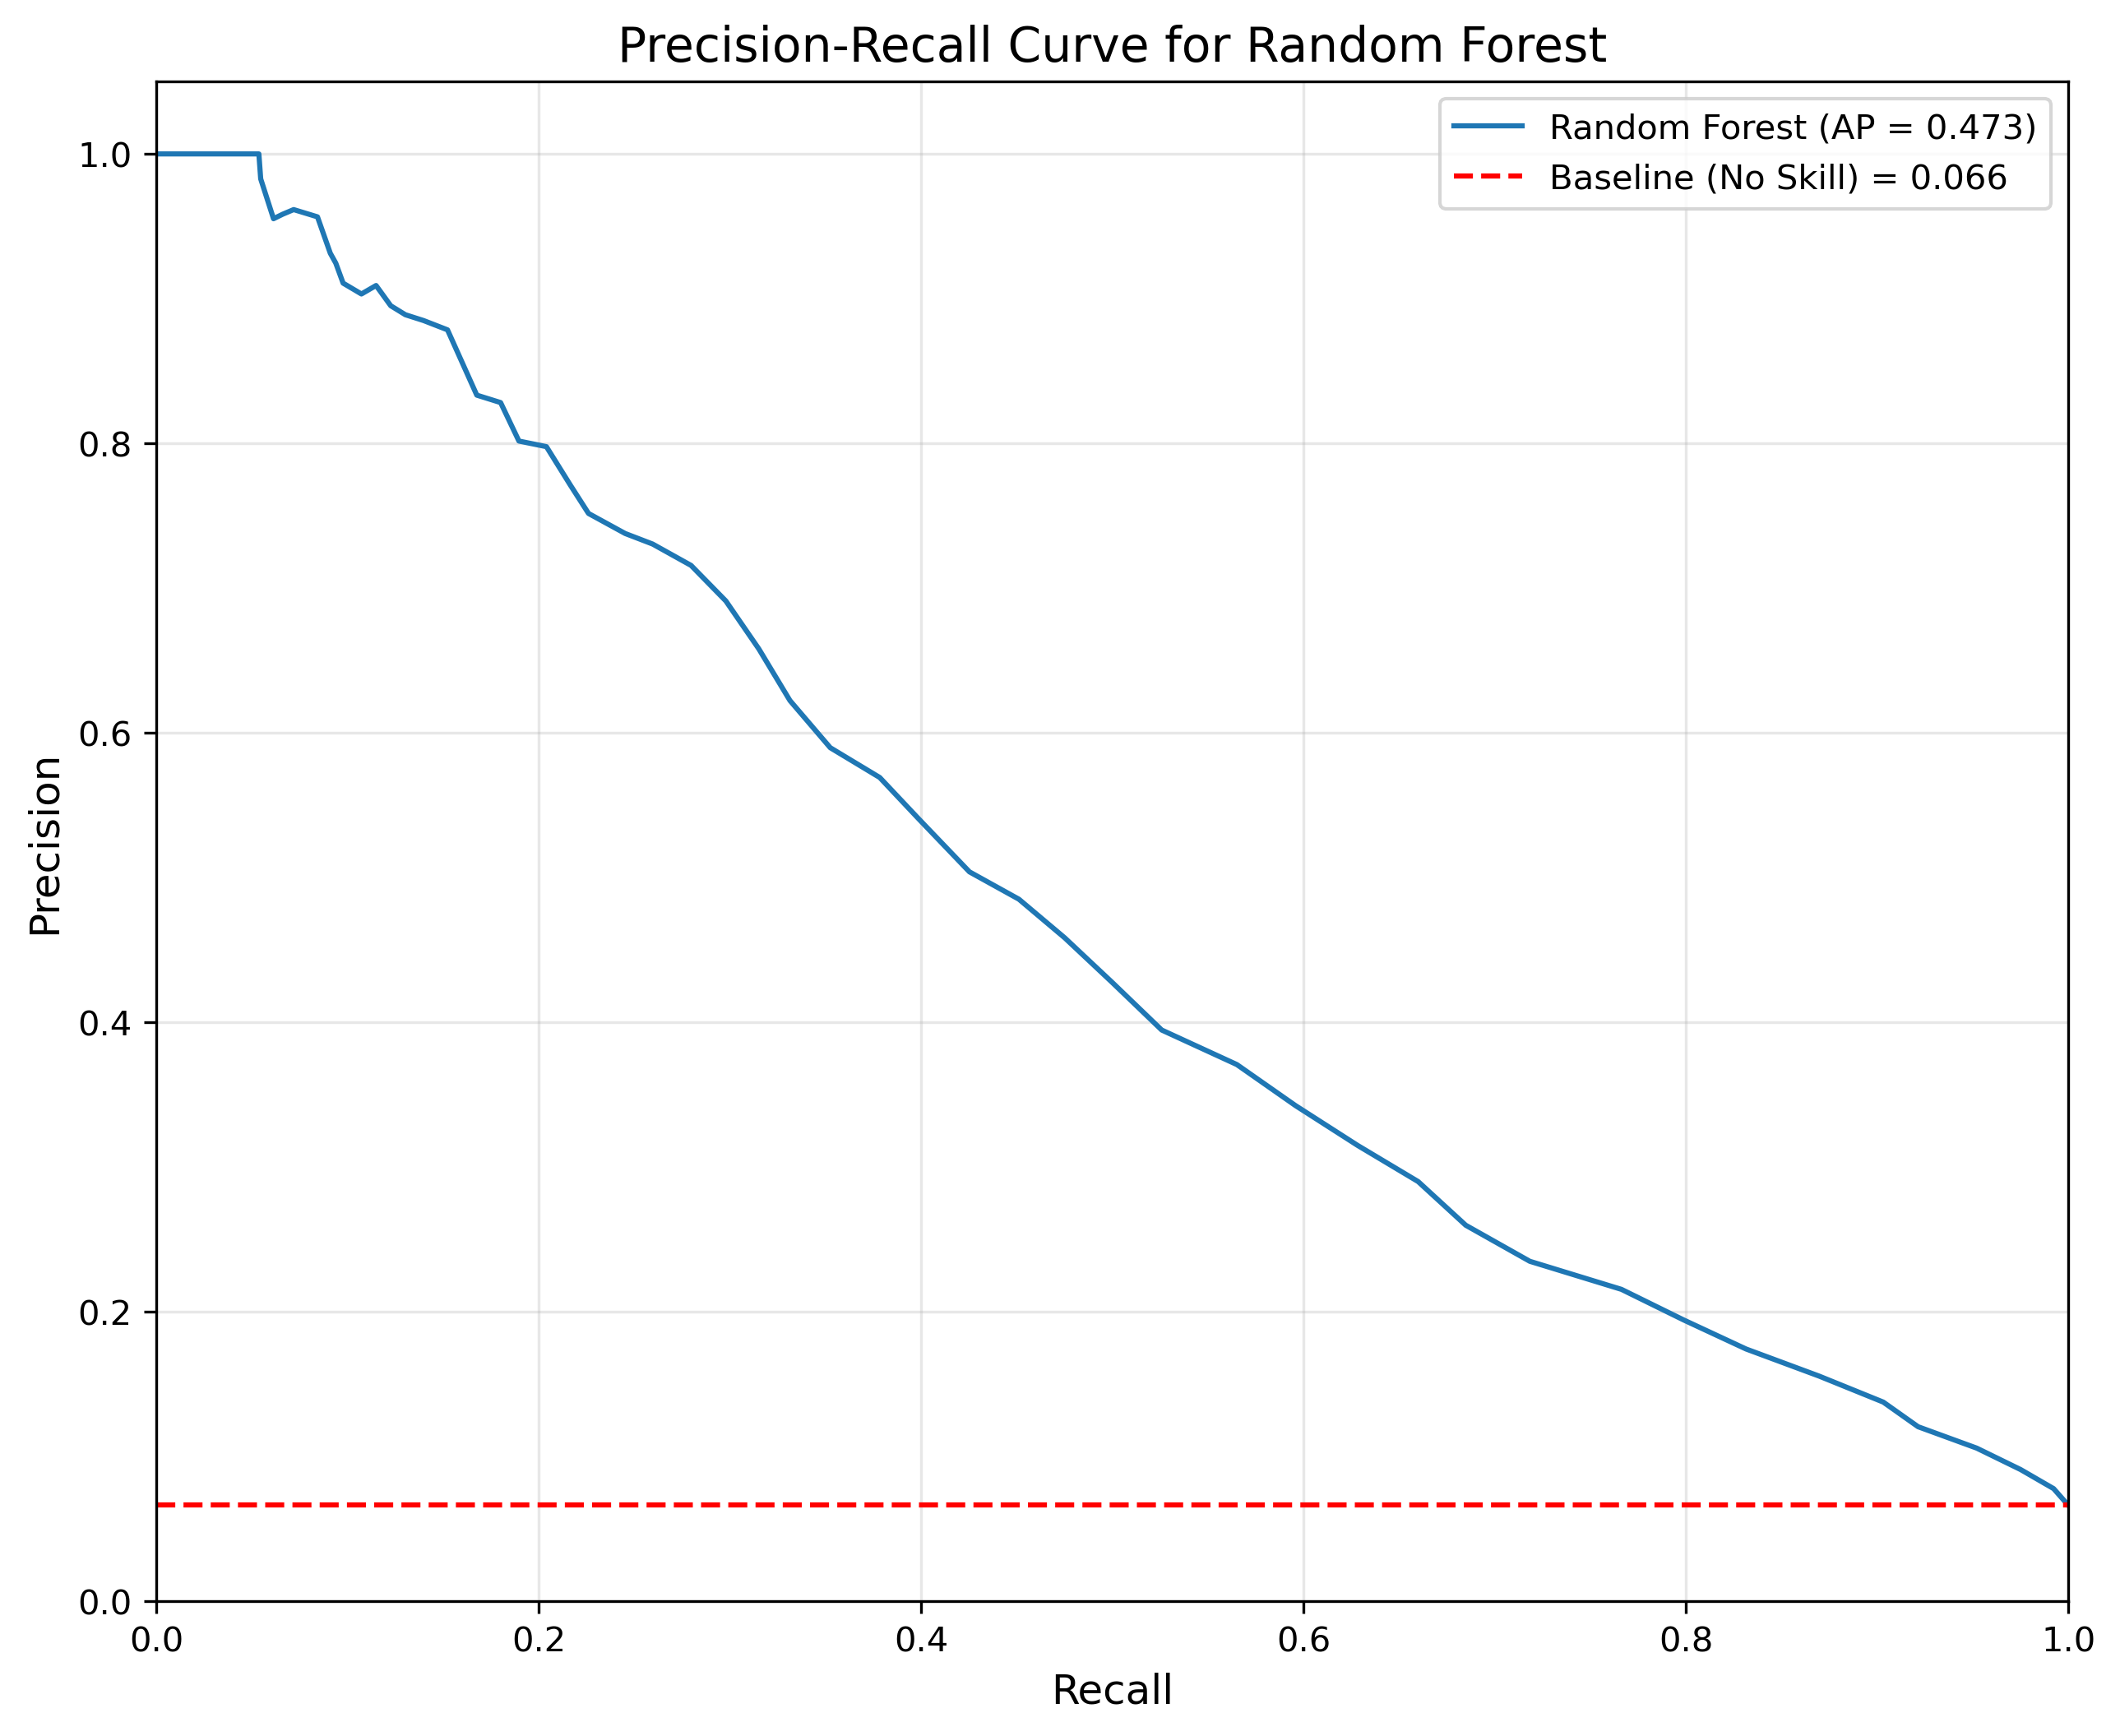 Precision-Recall Curve for Random Forest
Random Forest (AP = 0.473)
Baseline (No Skill) = 0.066
Precision
1.0
0.8
0.6
0.4
0.2
0.0
0.0 0.2 0.4 0.6 0.8 1.0
Recall